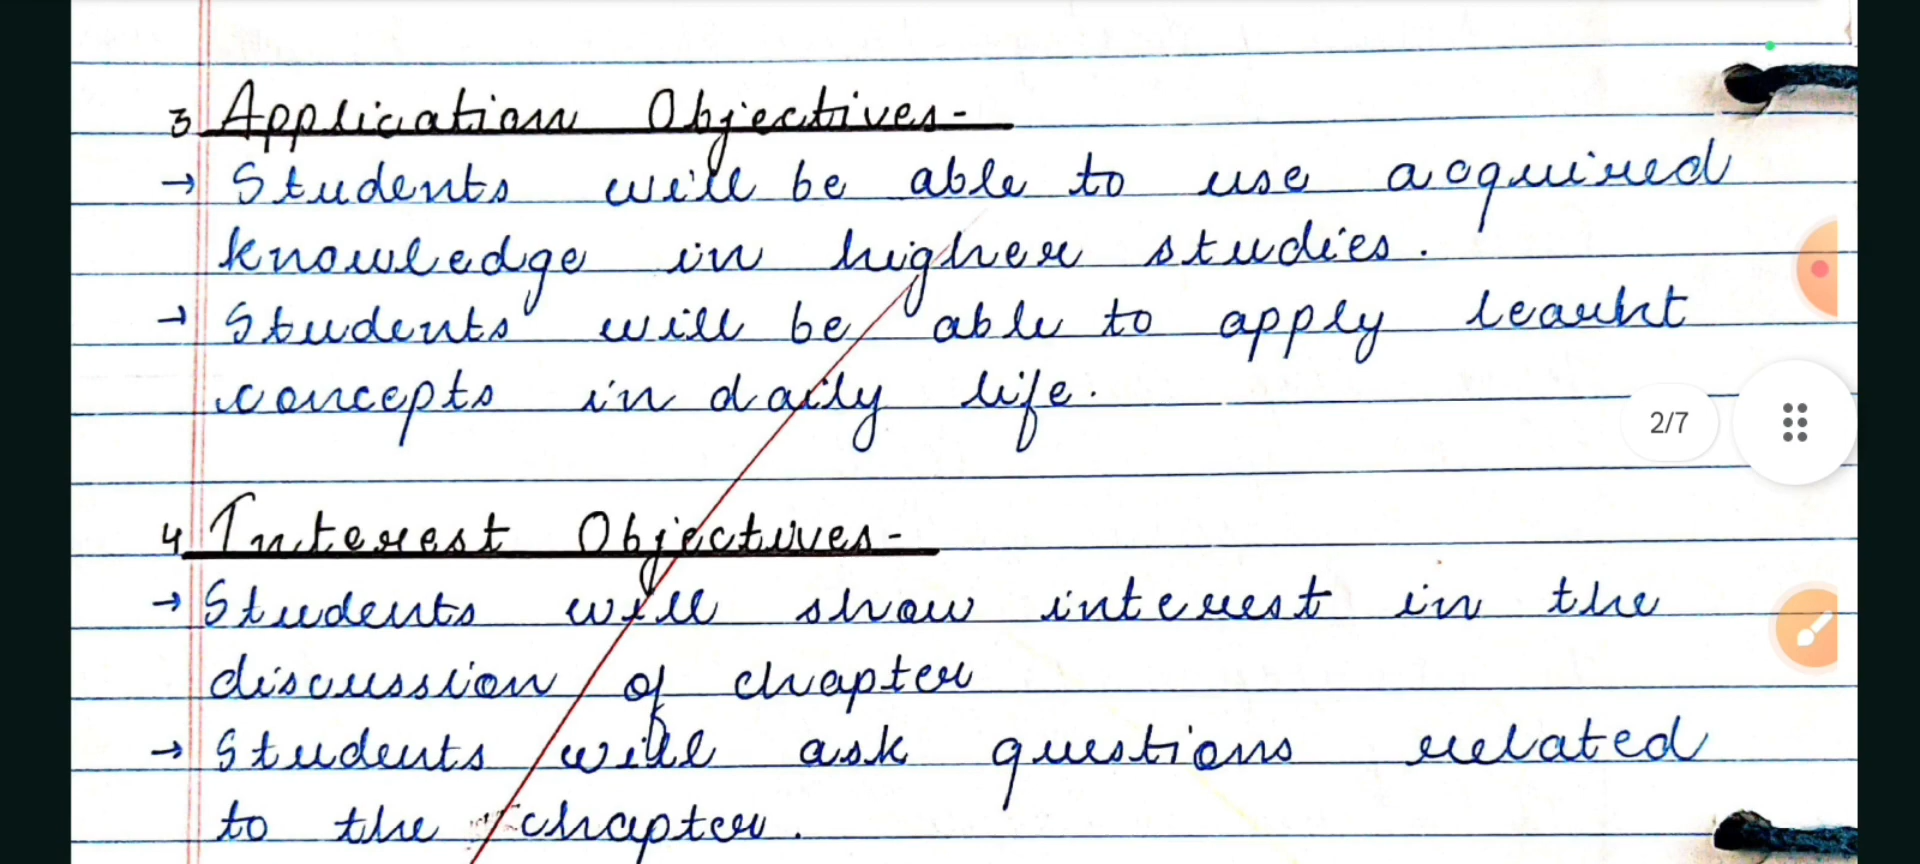 3 Application Objectives-
→ Students will be able to use acquired
knowledge in higher studies.
→ Students will be able to apply learnt
concepts in daily life.
2/7
4 Interest Objectives-
→ Students will show interest in the
discussion of chapter
→ Students will ask questions related
to the chapter.